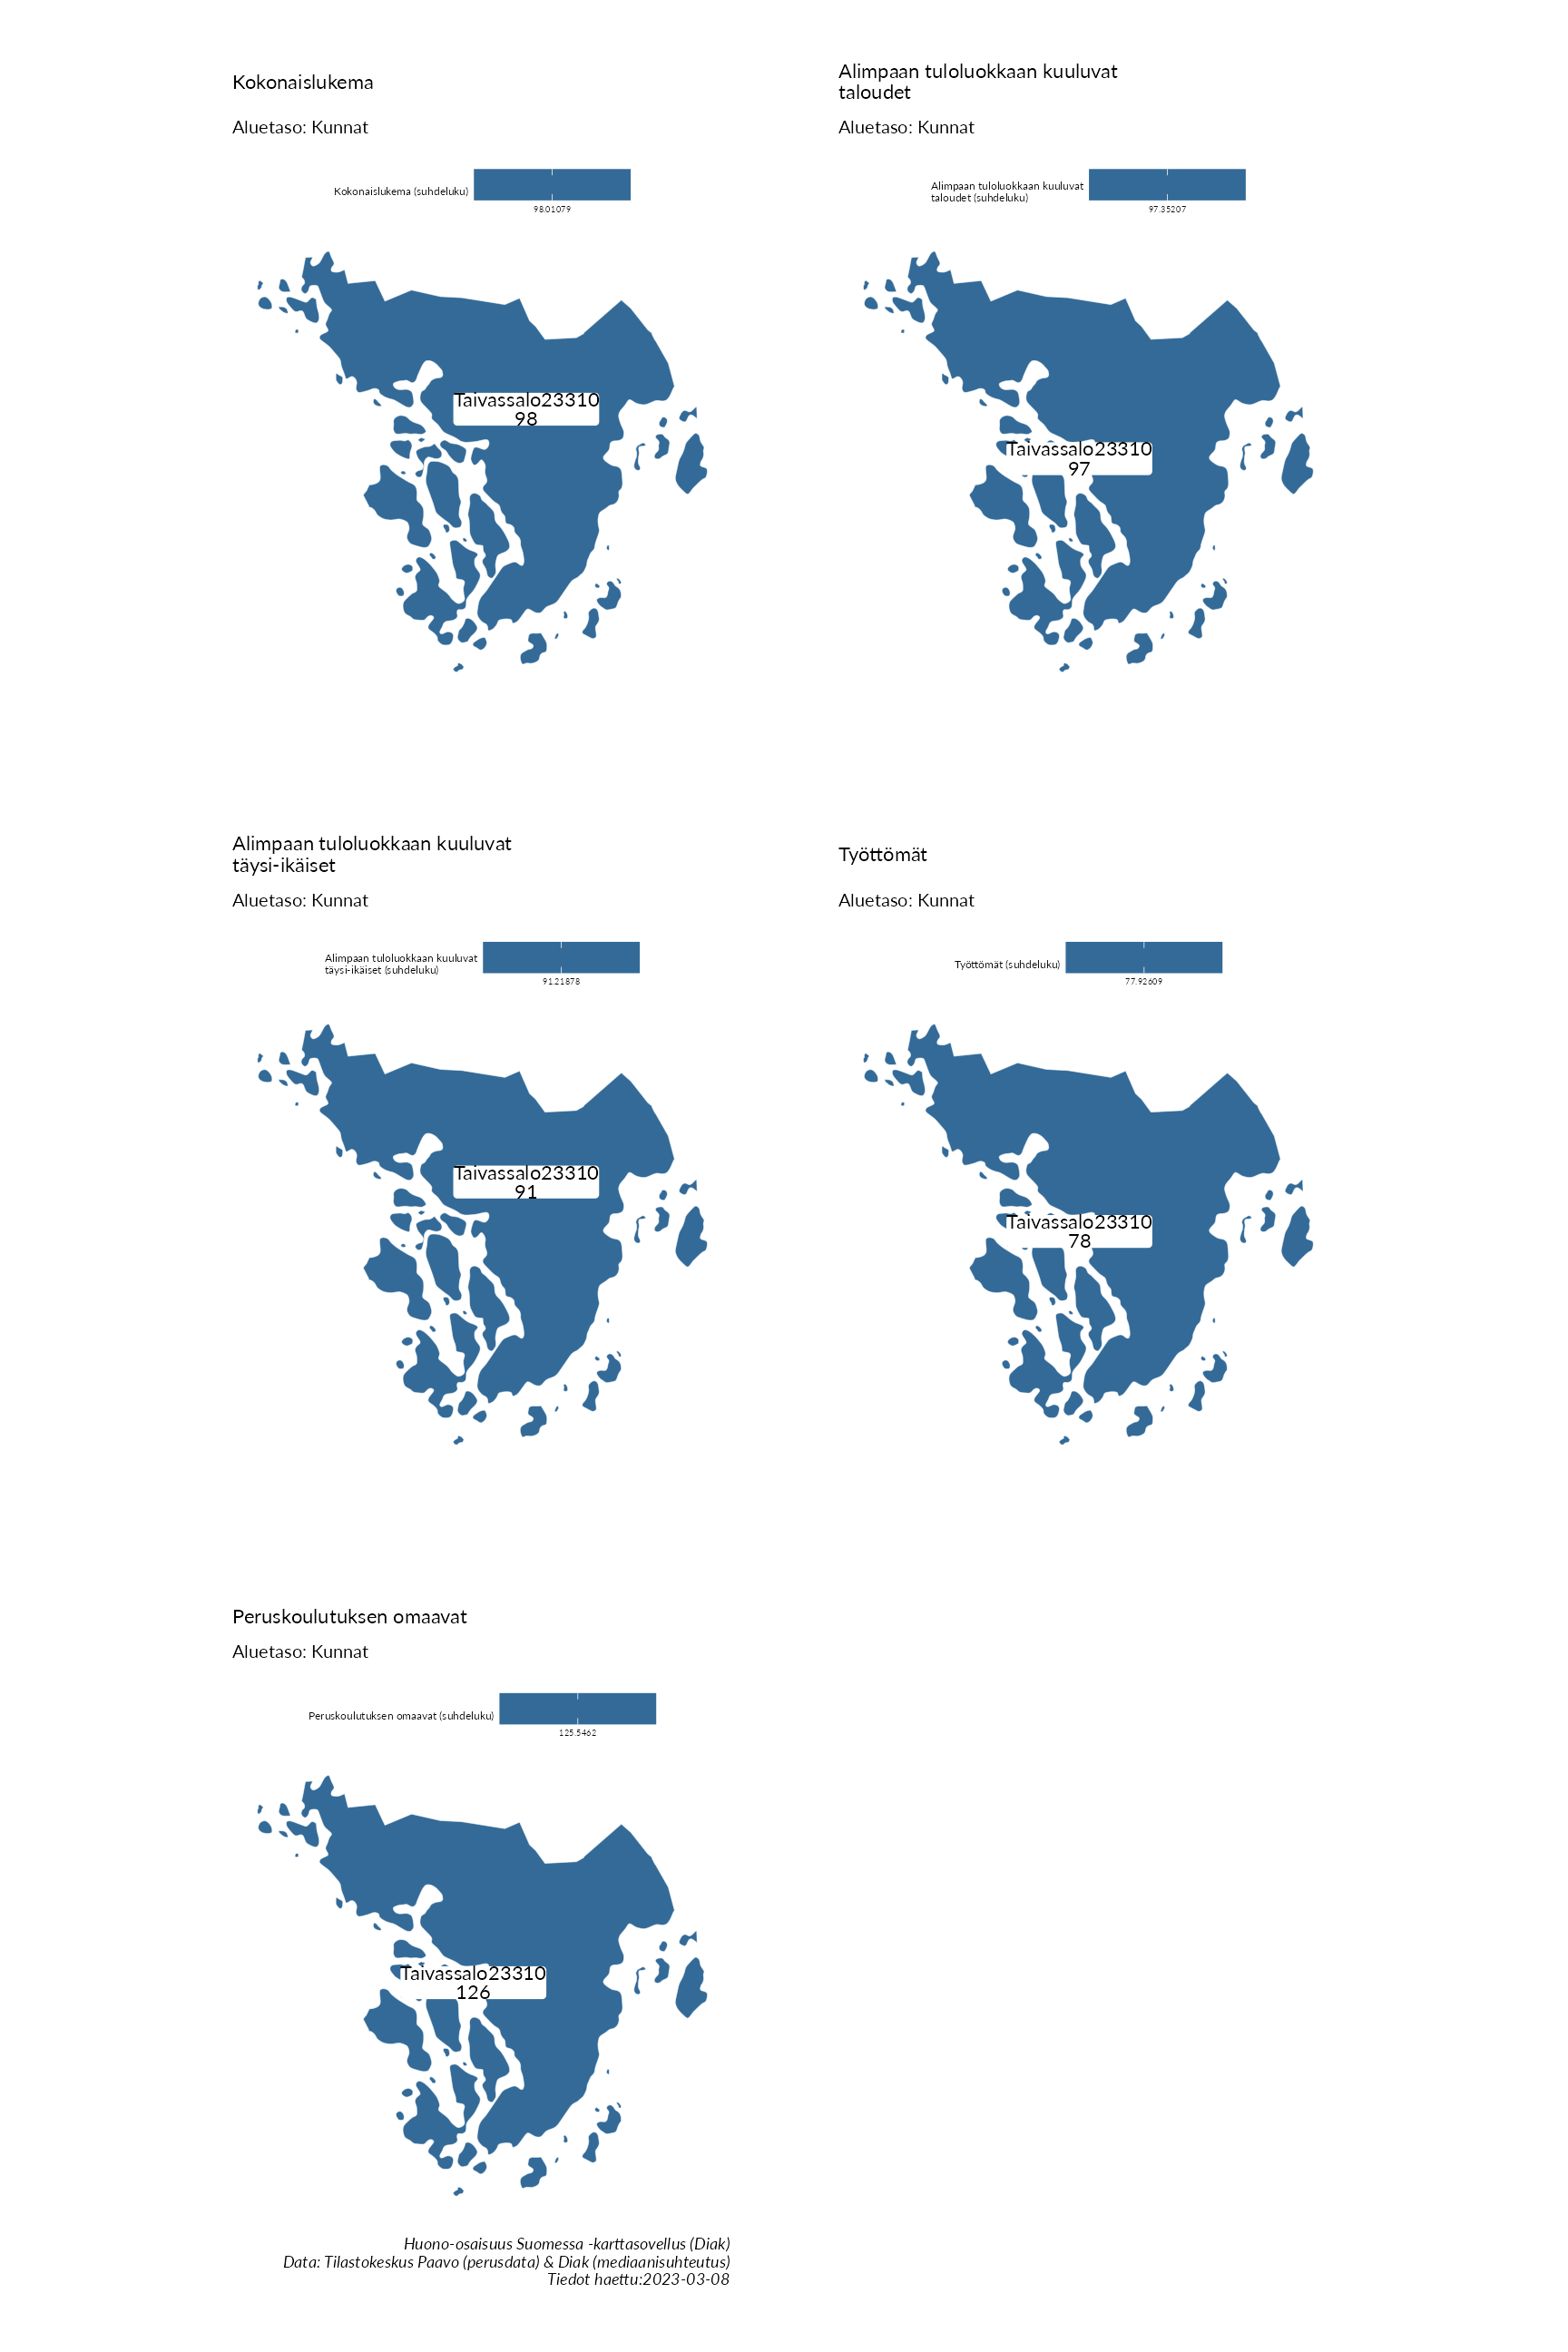 Kokonaislukema
Aluetaso: Kunnat
Kokonaislukema (suhdeluku)
98.01079
Taivassalo23310
98
Alimpaan tuloluokkaan kuuluvat
taloudet
Aluetaso: Kunnat
Alimpaan tuloluokkaan kuuluvat
taloudet (suhdeluku)
97.35207
Taivassalo23310
97
Alimpaan tuloluokkaan kuuluvat
täysi-ikäiset
Aluetaso: Kunnat
Alimpaan tuloluokkaan kuuluvat
täysi-ikäiset (suhdeluku)
91.21878
Taivassalo23310
91
Työttömät
Aluetaso: Kunnat
Työttömät (suhdeluku)
77.92609
Taivassalo23310
78
Peruskoulutuksen omaavat
Aluetaso: Kunnat
Peruskoulutuksen omaavat (suhdeluku)
125.5462
Taivassalo23310
126
Huono-osaisuus Suomessa -karttasovellus (Diak)
Data: Tilastokeskus Paavo (perusdata) & Diak (mediaanisuhteutus)
Tiedot haettu:2023-03-08